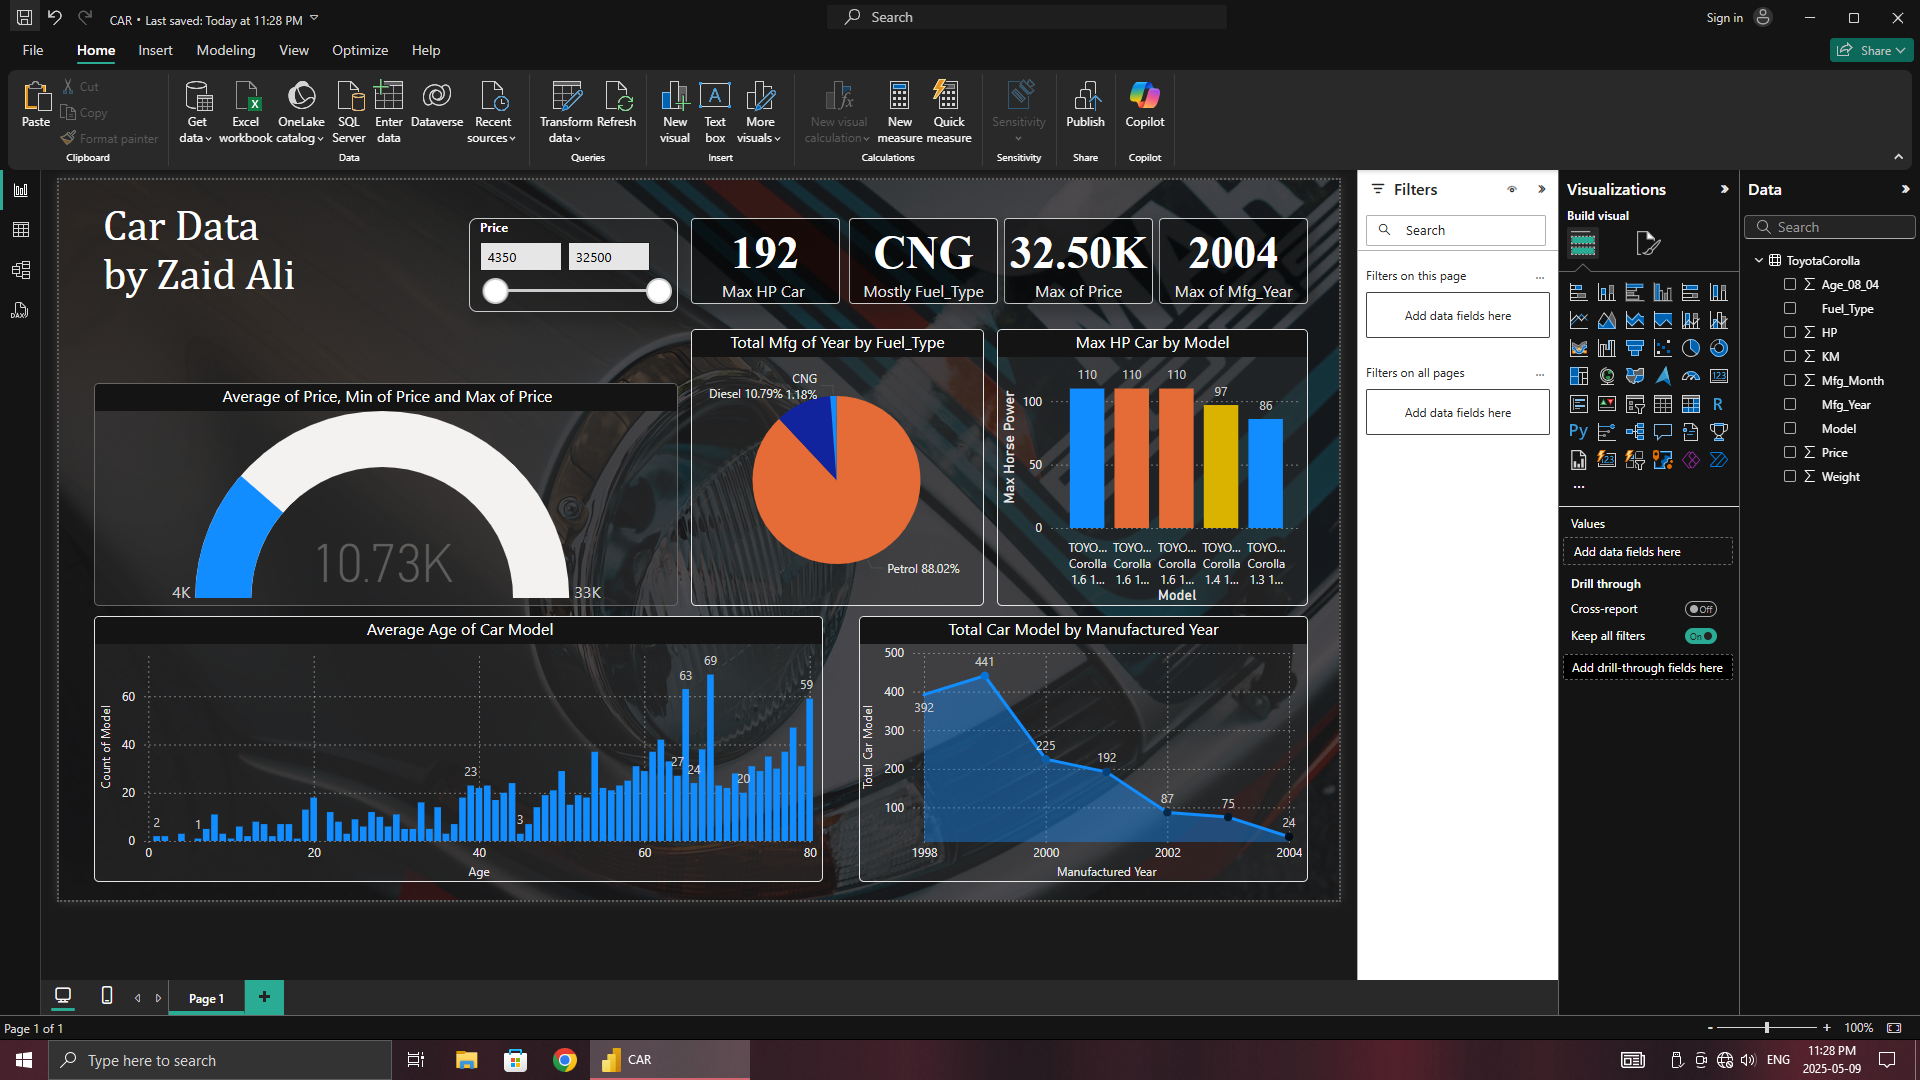 CAR • Last saved: Today at 11:28 PM
Search
Sign in
File Home Insert Modeling View Optimize Help
Share
Paste
Cut
Copy
Format painter
Clipboard
Get data
Excel workbook
OneLake catalog
SQL Server
Enter data
Dataverse
Recent sources
Data
Transform data
Refresh
Queries
New visual
Text box
More visuals
Insert
New visual calculation
New measure
Quick measure
Calculations
Sensitivity
Sensitivity
Publish
Share
Copilot
Copilot
Car Data
by Zaid Ali
Price
4350 32500
192
Max HP Car
CNG
Mostly Fuel_Type
32.50K
Max of Price
2004
Max of Mfg_Year
Average of Price, Min of Price and Max of Price
10.73K
4K 33K
Total Mfg of Year by Fuel_Type
CNG
1.18%
Diesel 10.79%
Petrol 88.02%
Max HP Car by Model
Max Horse Power
100
50
0
110 110 110 97 86
TOYO... TOYO... TOYO... TOYO... TOYO...
Corolla Corolla Corolla Corolla Corolla
1.6 1... 1.6 1... 1.6 1... 1.4 1... 1.3 1...
Model
Average Age of Car Model
Count of Model
60
40
20
0
2 1 23 3 63 27 24 69 20 59
0 20 40 60 80
Age
Total Car Model by Manufactured Year
Total Car Model
500
400
300
200
100
392 441 225 192 87 75 24
1998 2000 2002 2004
Manufactured Year
Filters
Search
Filters on this page ...
Add data fields here
Filters on all pages ...
Add data fields here
Visualizations
Build visual
R
Py
123
...
Values
Add data fields here
Drill through
Cross-report Off
Keep all filters On
Add drill-through fields here
Data
Search
ToyotaCorolla
Age_08_04
Fuel_Type
HP
KM
Mfg_Month
Mfg_Year
Model
Price
Weight
Page 1
+
Page 1 of 1
- + 100%
Type here to search
CAR
ENG
11:28 PM
2025-05-09